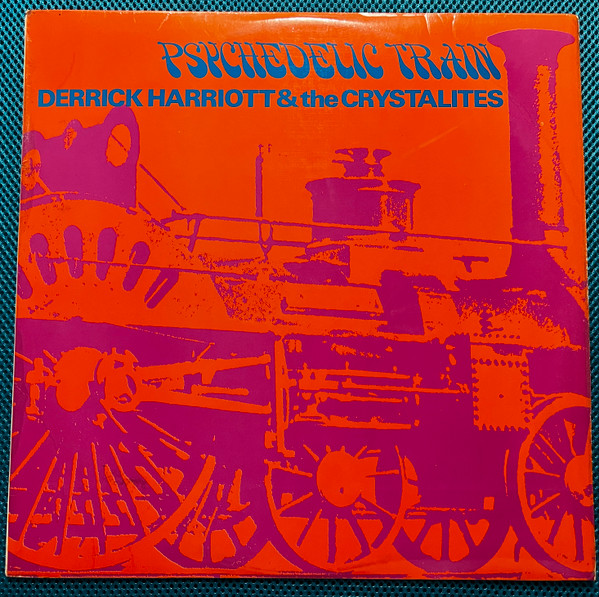 PSYCHEDELIC TRAIN
DERRICK HARRIOTT & the CRYSTALITES